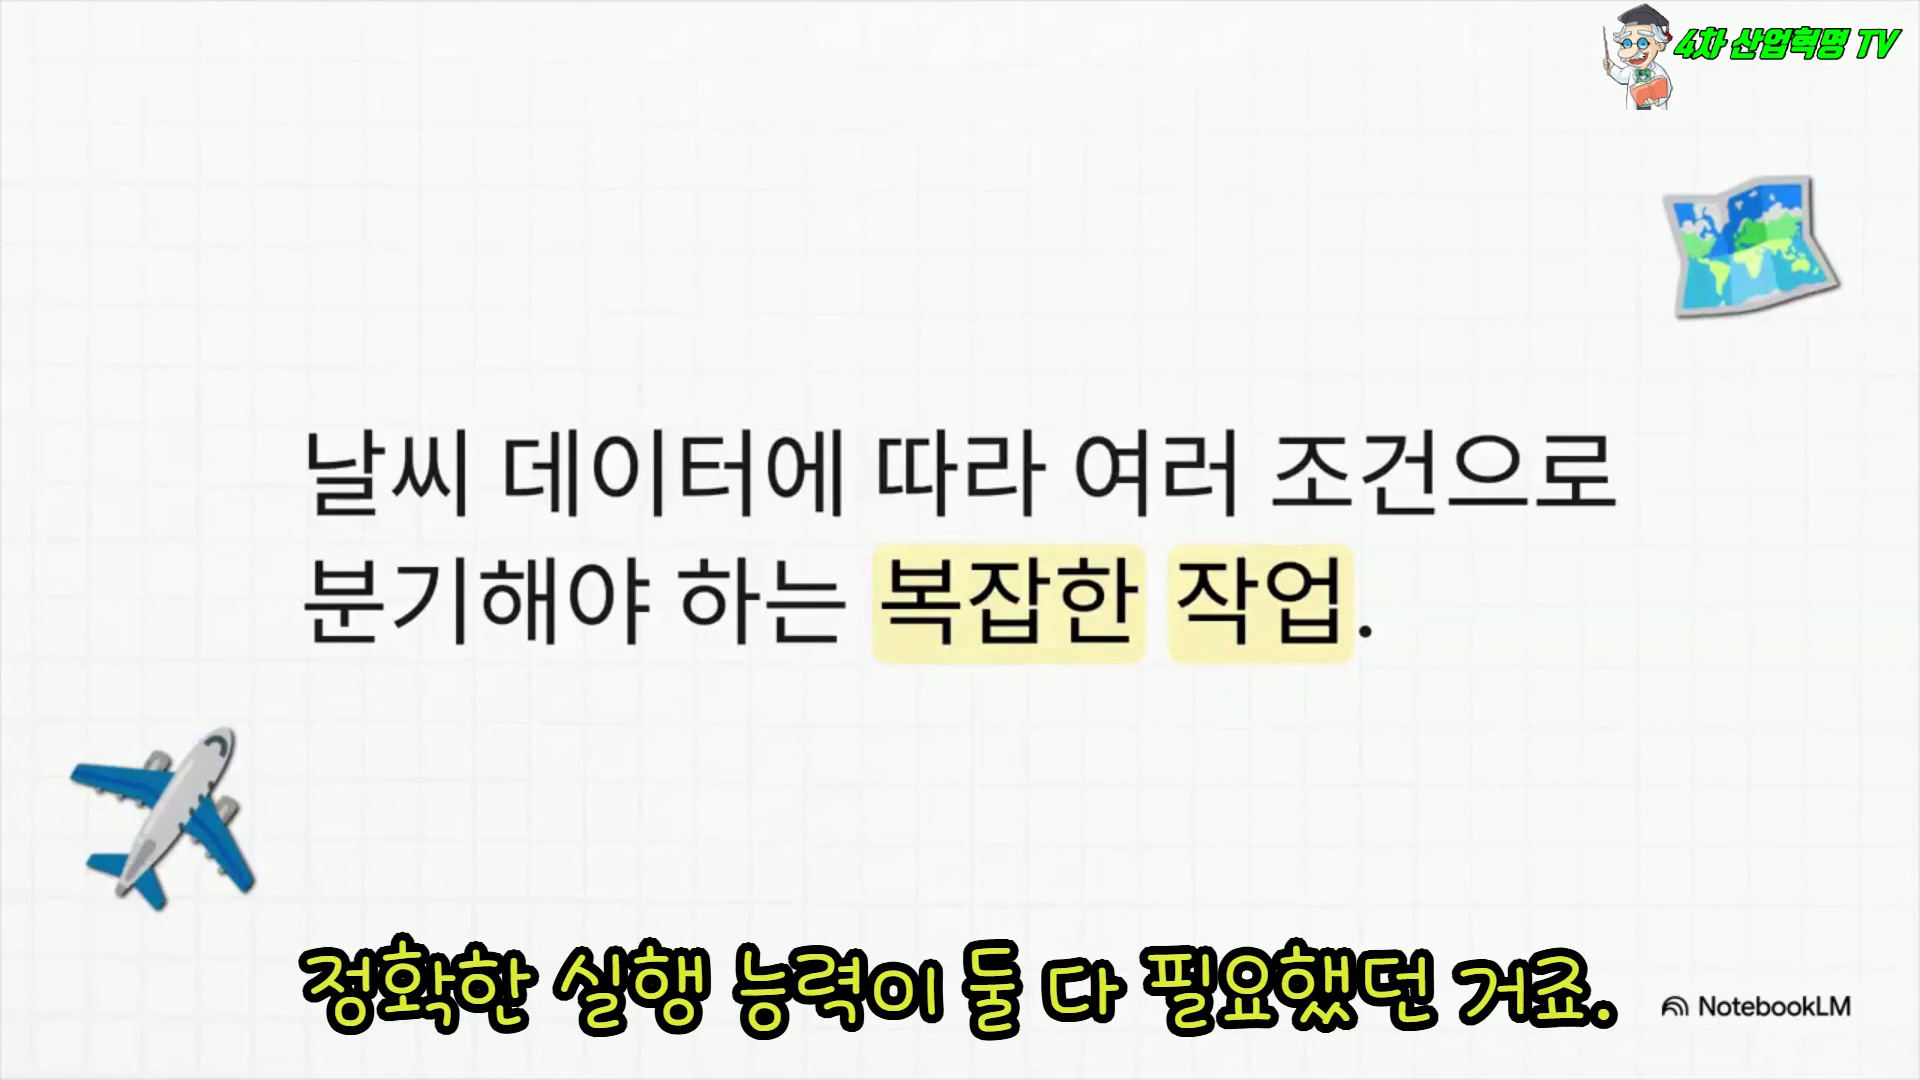 4차 산업혁명 TV
날씨 데이터에 따라 여러 조건으로
분기해야 하는 복잡한 작업.
정확한 실행 능력이 둘 다 필요했던 거죠.
NotebookLM